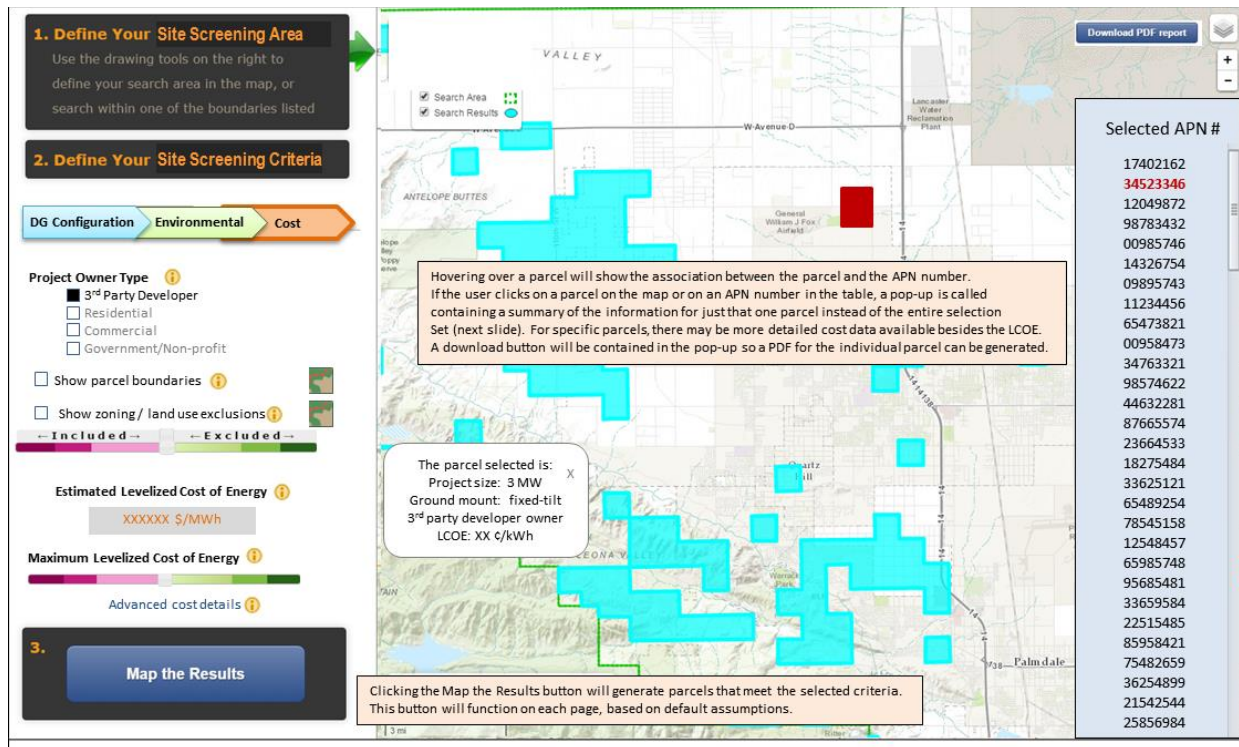 1. Define Your Site Screening Area
Use the drawing tools on the right to
define your search area in the map, or
search within one of the boundaries listed
2. Define Your Site Screening Criteria
DG Configuration
Environmental
Cost
Project Owner Type
3rd Party Developer
Residential
Commercial
Government/Non-profit
Show parcel boundaries
Show zoning / land use exclusions
←Included→ ←Excluded→
Estimated Levelized Cost of Energy
XXXXXX $/MWh
Maximum Levelized Cost of Energy
Advanced cost details
3.
Map the Results
VALLEY
Search Area
Search Results
W Avenue D
Lancaster
Water
Reclamation
Plant
ANTELOPE BUTTES
General
William J Fox
Airfield
14
Hovering over a parcel will show the association between the parcel and the APN number.
If the user clicks on a parcel on the map or on an APN number in the table, a pop-up is called
containing a summary of the information for just that one parcel instead of the entire selection
Set (next slide). For specific parcels, there may be more detailed cost data available besides the LCOE.
A download button will be contained in the pop-up so a PDF for the individual parcel can be generated.
The parcel selected is:
X
Project size: 3 MW
Ground mount: fixed-tilt
3rd party developer owner
LCOE: XX ¢/kWh
Palmdale
3 mi
Clicking the Map the Results button will generate parcels that meet the selected criteria.
This button will function on each page, based on default assumptions.
Download PDF report
+
−
Selected APN #
17402162
34523346
12049872
98783432
00985746
14326754
09895743
11234456
65473821
00958473
34763321
98574622
44632281
87665574
23664533
18275484
33625121
65489254
78545158
12548457
65985748
95685481
33659584
22515485
85958421
75482659
36254899
21542544
25856984